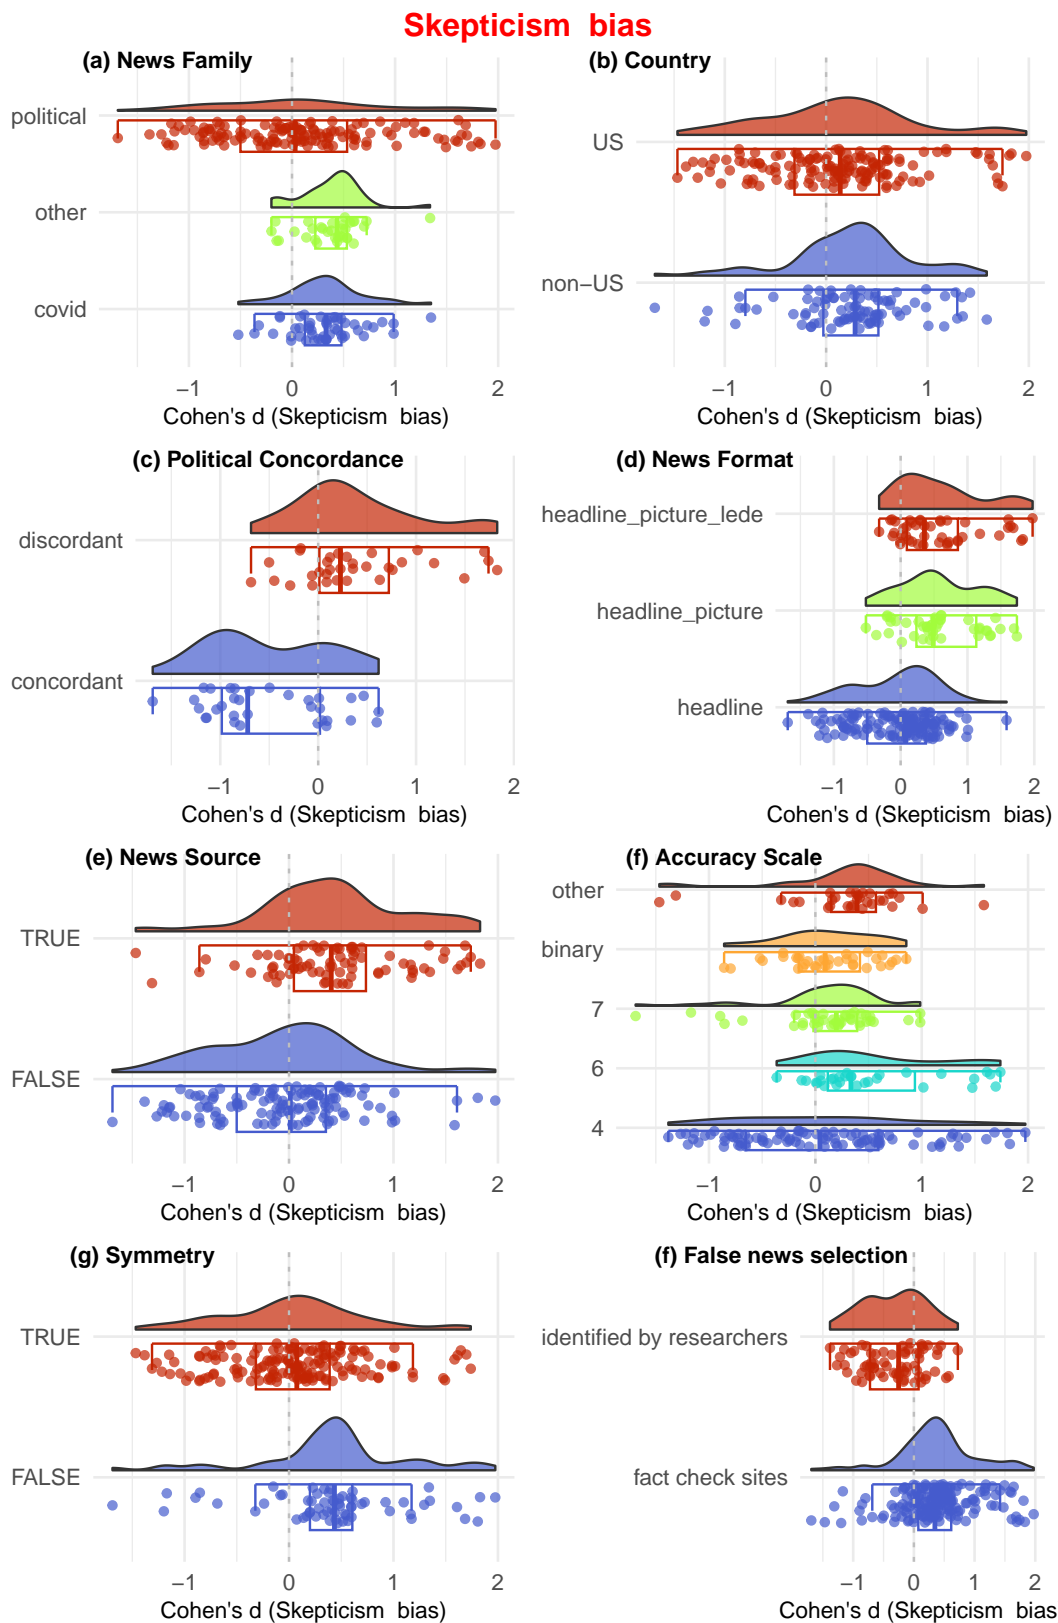 Skepticism  bias
(a) News Family
political
other
covid
−1 0 1 2
Cohen's d (Skepticism  bias)
(b) Country
US
non−US
−1 0 1 2
Cohen's d (Skepticism  bias)
(c) Political Concordance
discordant
concordant
−1 0 1 2
Cohen's d (Skepticism  bias)
(d) News Format
headline_picture_lede
headline_picture
headline
−1 0 1 2
Cohen's d (Skepticism  bias)
(e) News Source
TRUE
FALSE
−1 0 1 2
Cohen's d (Skepticism  bias)
(f) Accuracy Scale
other
binary
7
6
4
−1 0 1 2
Cohen's d (Skepticism  bias)
(g) Symmetry
TRUE
FALSE
−1 0 1 2
Cohen's d (Skepticism  bias)
(f) False news selection
identified by researchers
fact check sites
−1 0 1 2
Cohen's d (Skepticism  bias)